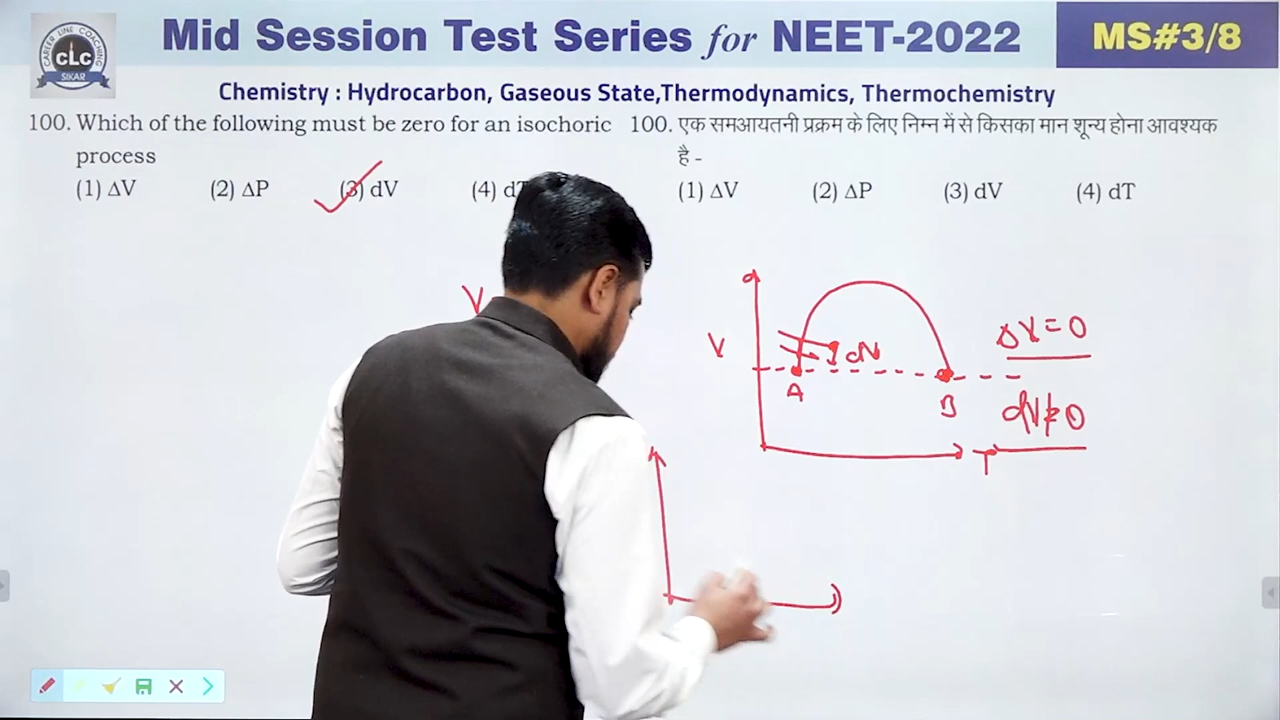 CAREER LINE COACHING
CLC
SIKAR
Mid Session Test Series for NEET-2022
MS#3/8
Chemistry : Hydrocarbon, Gaseous State,Thermodynamics, Thermochemistry
100. Which of the following must be zero for an isochoric
process
(1) ΔV (2) ΔP (3) dV (4)
100. एक समआयतनी प्रक्रम के लिए निम्न में से किसका मान शून्य होना आवश्यक
है -
(1) ΔV (2) ΔP (3) dV (4) dT
V
V
dV
A
B
T
ΔV = 0
dV ≠ 0